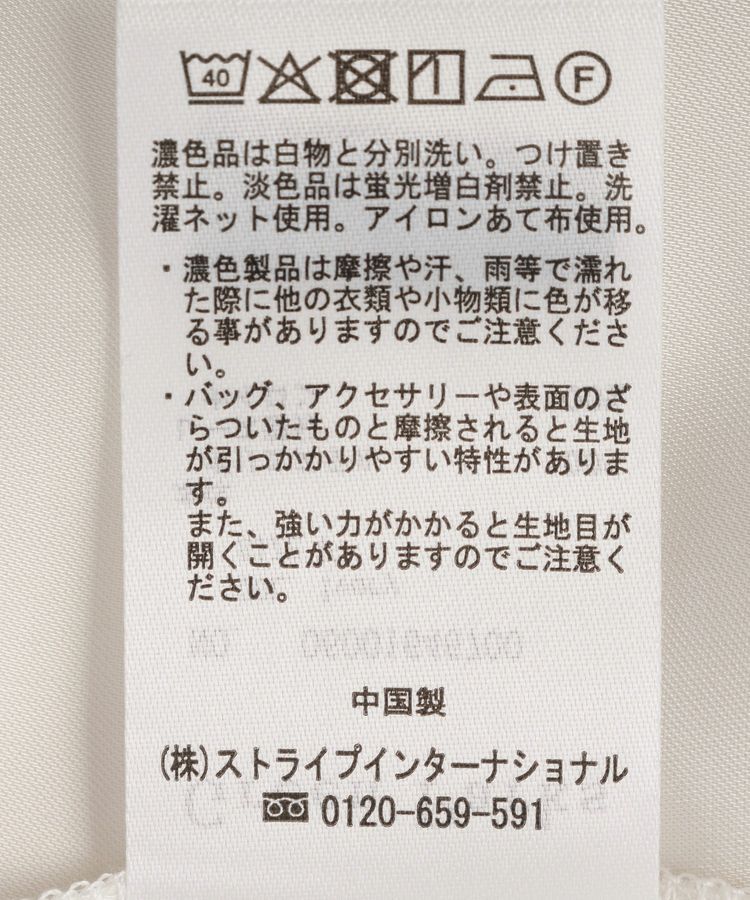 40 F
濃色品は白物と分別洗い。つけ置き
禁止。淡色品は蛍光増白剤禁止。洗
濯ネット使用。アイロンあて布使用。
・濃色製品は摩擦や汗、雨等で濡れ
た際に他の衣類や小物類に色が移
る事がありますのでご注意くださ
い。
・バッグ、アクセサリーや表面のざ
らついたものと摩擦されると生地
が引っかかりやすい特性がありま
す。
また、強い力がかかると生地目が
開くことがありますのでご注意く
ださい。
中国製
(株)ストライプインターナショナル
0120-659-591